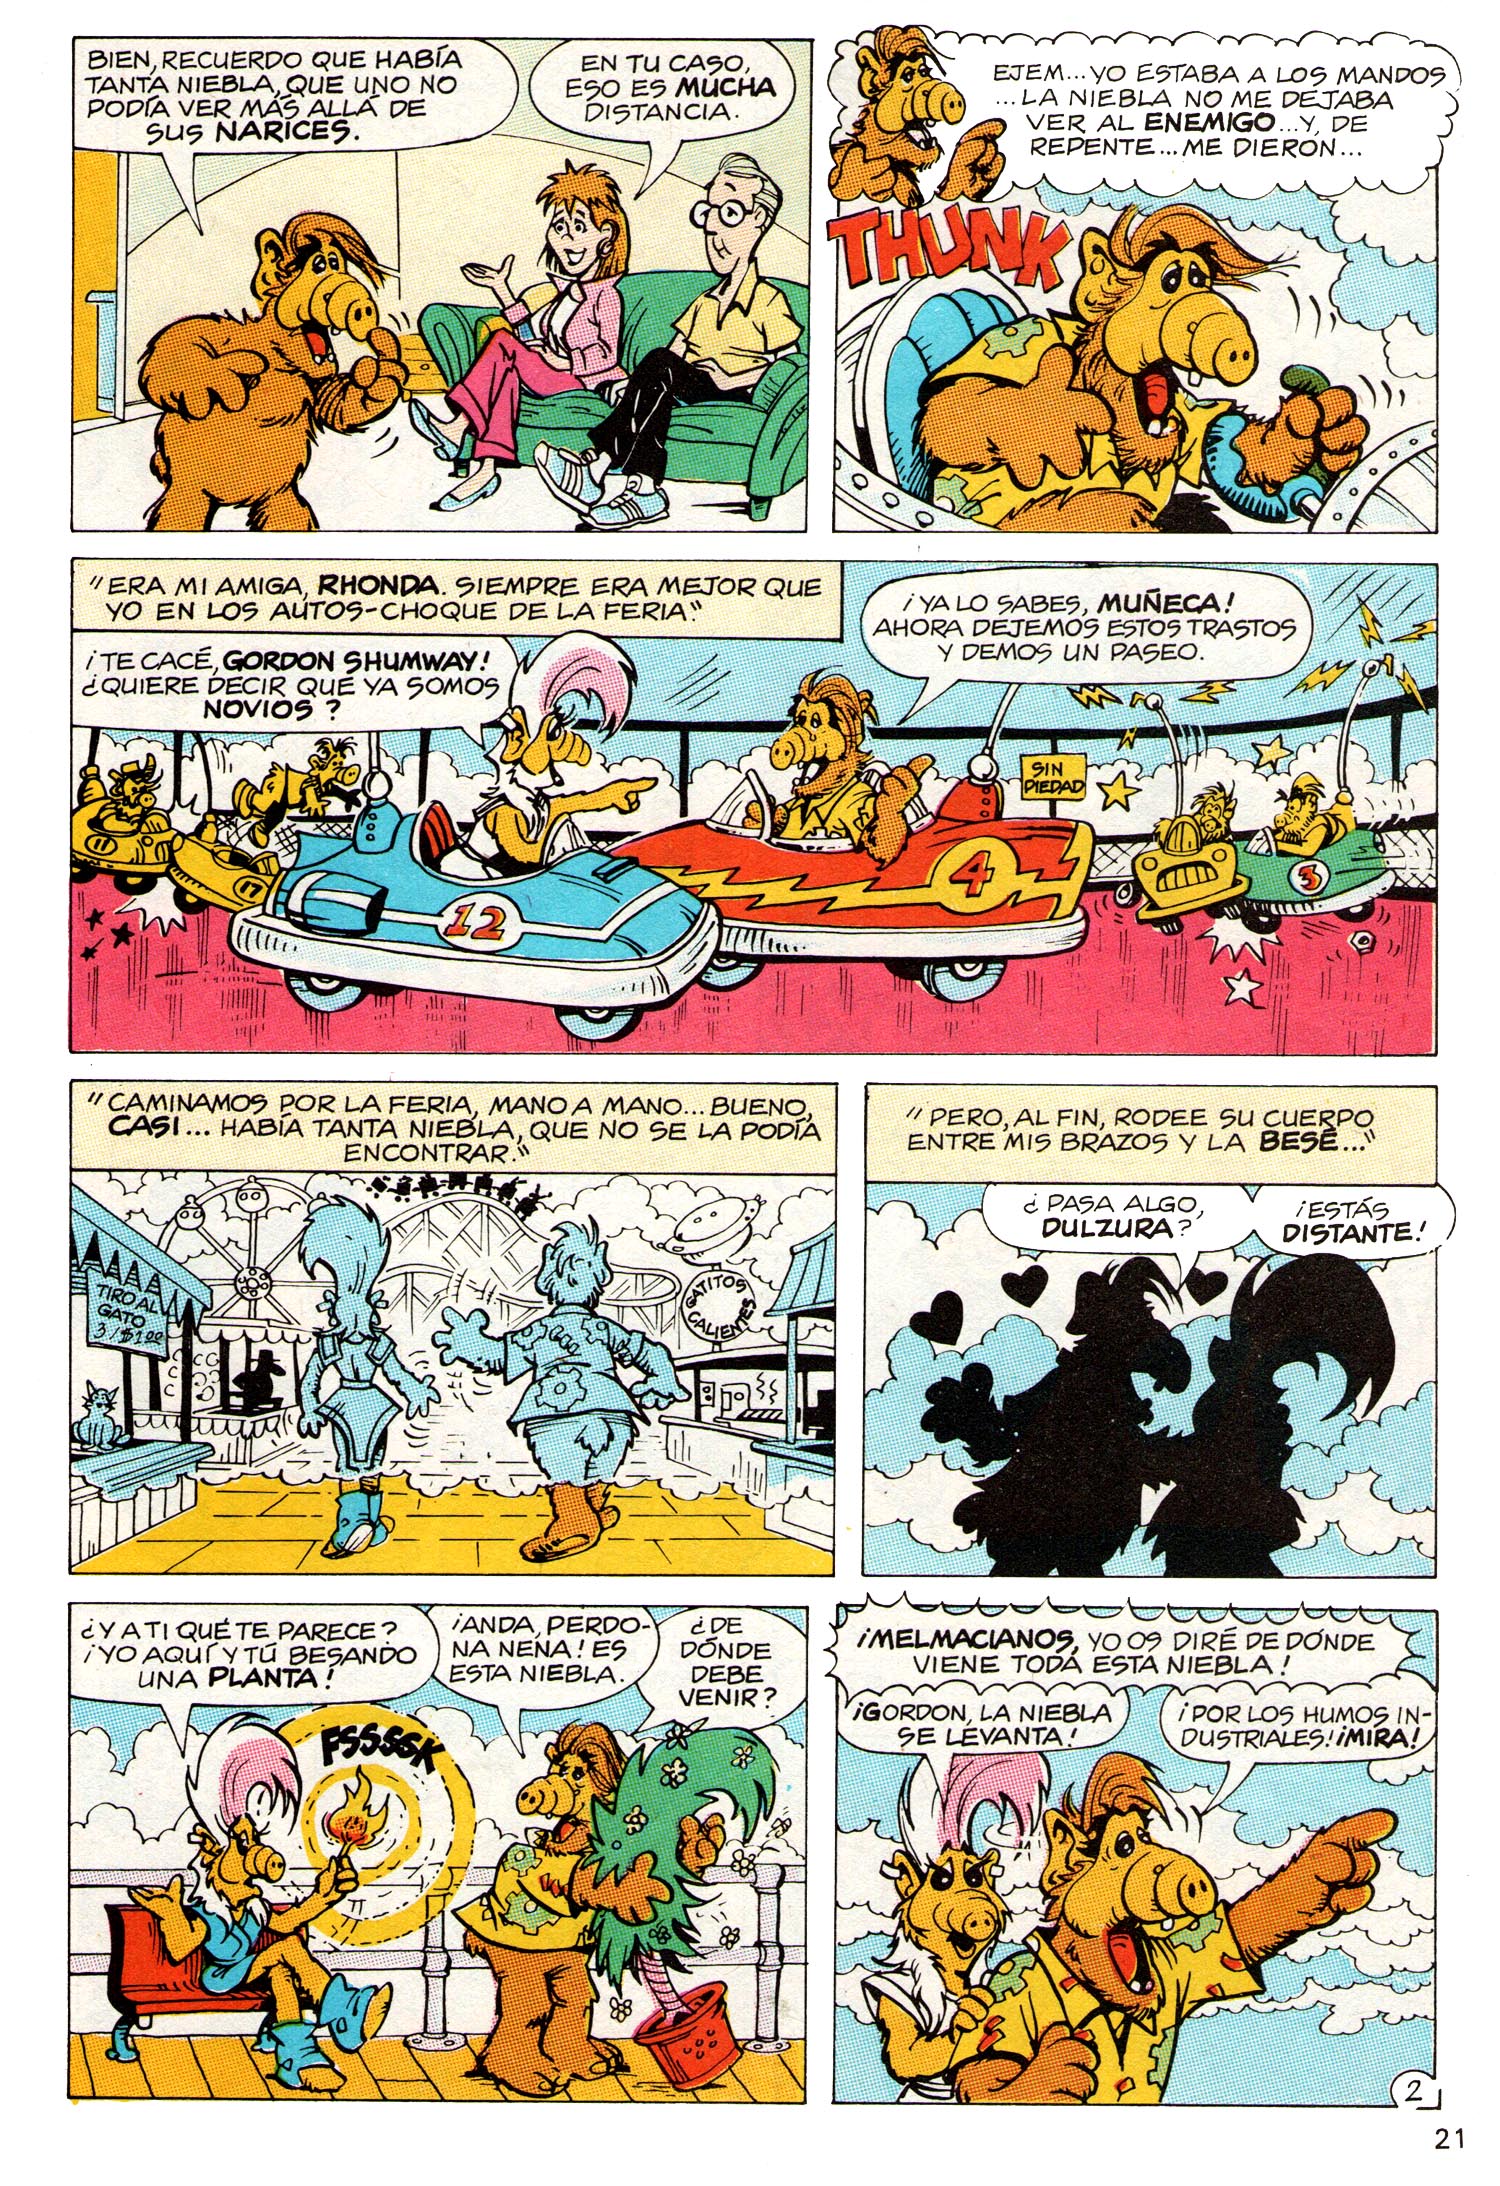 BIEN, RECUERDO QUE HABÍA
TANTA NIEBLA, QUE UNO NO
PODÍA VER MÁS ALLÁ DE
SUS NARICES.
EN TU CASO,
ESO ES MUCHA
DISTANCIA.
EJEM...YO ESTABA A LOS MANDOS
...LA NIEBLA NO ME DEJABA
VER AL ENEMIGO...Y, DE
REPENTE...ME DIERON...
THUNK
"ERA MI AMIGA, RHONDA. SIEMPRE ERA MEJOR QUE
YO EN LOS AUTOS-CHOQUE DE LA FERIA."
¡TE CACÉ, GORDON SHUMWAY!
¿QUIERE DECIR QUE YA SOMOS
NOVIOS?
¡YA LO SABES, MUÑECA!
AHORA DEJEMOS ESTOS TRASTOS
Y DEMOS UN PASEO.
SIN
PIEDAD
11
17
12
4
3
"CAMINAMOS POR LA FERIA, MANO A MANO... BUENO,
CASI... HABÍA TANTA NIEBLA, QUE NO SE LA PODÍA
ENCONTRAR."
TIRO AL
GATO
3/$1.00
GATITOS
CALIENTES
"PERO, AL FIN, RODEE SU CUERPO
ENTRE MIS BRAZOS Y LA BESÉ..."
¿PASA ALGO,
DULZURA?
¡ESTÁS
DISTANTE!
¿Y A TI QUÉ TE PARECE?
¡YO AQUÍ Y TÚ BESANDO
UNA PLANTA!
FSSSSK
¡ANDA, PERDO-
NA NENA! ES
ESTA NIEBLA.
¿DE
DÓNDE
DEBE
VENIR?
¡MELMACIANOS, YO OS DIRÉ DE DÓNDE
VIENE TODA ESTA NIEBLA!
¡GORDON, LA NIEBLA
SE LEVANTA!
¡POR LOS HUMOS IN-
DUSTRIALES! ¡MIRA!
2
21